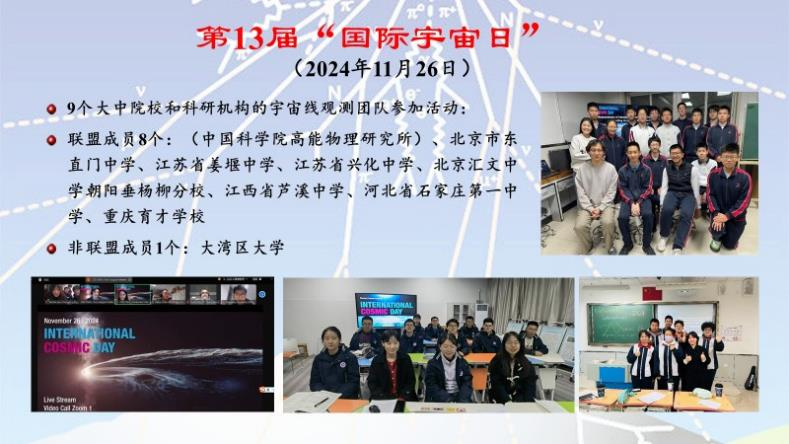 第13届“国际宇宙日”
（2024年11月26日）
9个大中院校和科研机构的宇宙线观测团队参加活动：
联盟成员8个：（中国科学院高能物理研究所）、北京市东
直门中学、江苏省姜堰中学、江苏省兴化中学、北京汇文中
学朝阳垂杨柳分校、江西省芦溪中学、河北省石家庄第一中
学、重庆育才学校
非联盟成员1个：大湾区大学
November 26 | 2024
INTERNATIONAL
COSMIC DAY
Live Stream
Video Call Zoom 1
INTERNATIONAL
COSMIC DAY